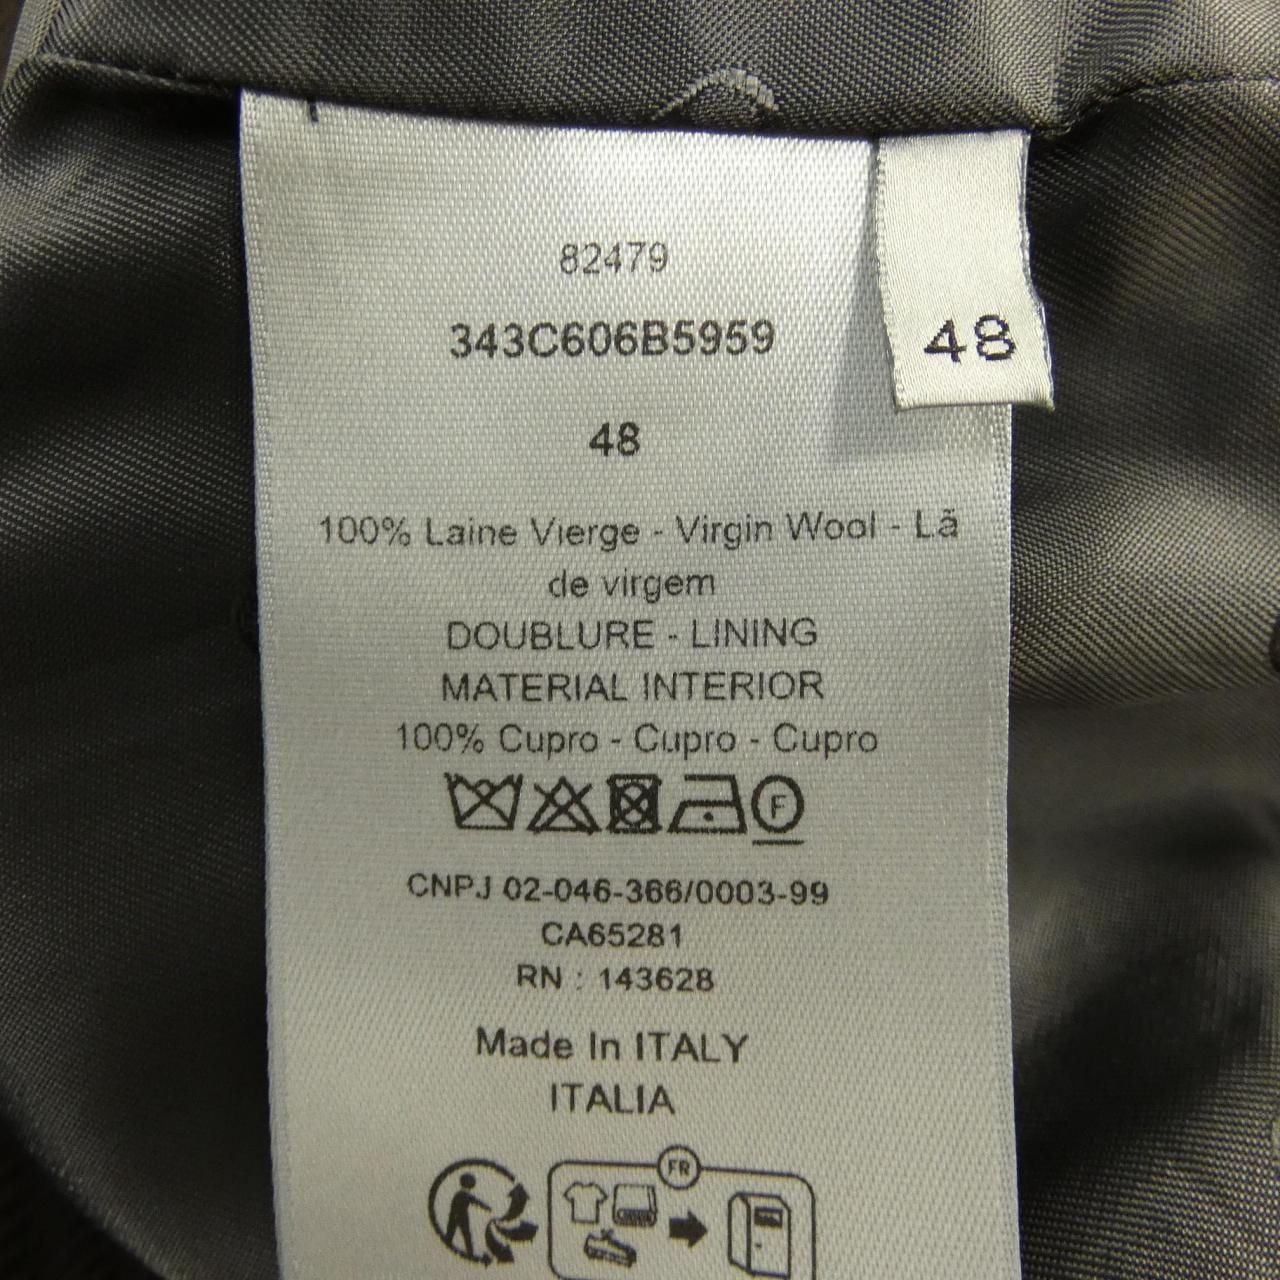 82479
343C606B5959
48
48
100% Laine Vierge - Virgin Wool - Lã
de virgem
DOUBLURE - LINING
MATERIAL INTERIOR
100% Cupro - Cupro - Cupro
F
CNPJ 02-046-366/0003-99
CA65281
RN : 143628
Made In ITALY
ITALIA
FR